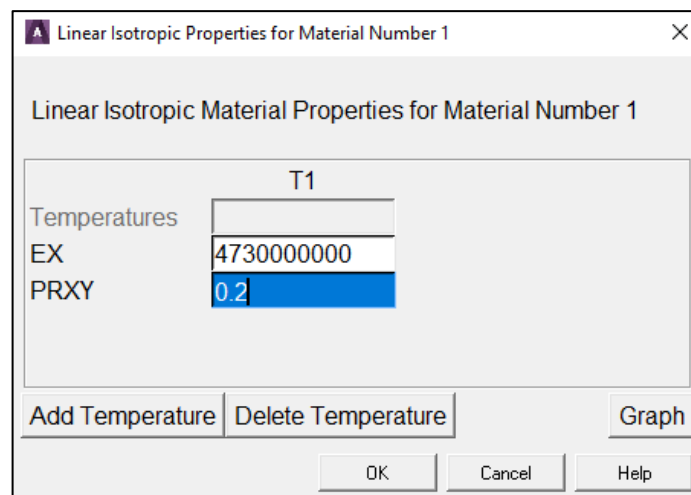 Linear Isotropic Properties for Material Number 1
Linear Isotropic Material Properties for Material Number 1
T1
Temperatures
EX 4730000000
PRXY 0.2
Add Temperature Delete Temperature Graph
OK Cancel Help